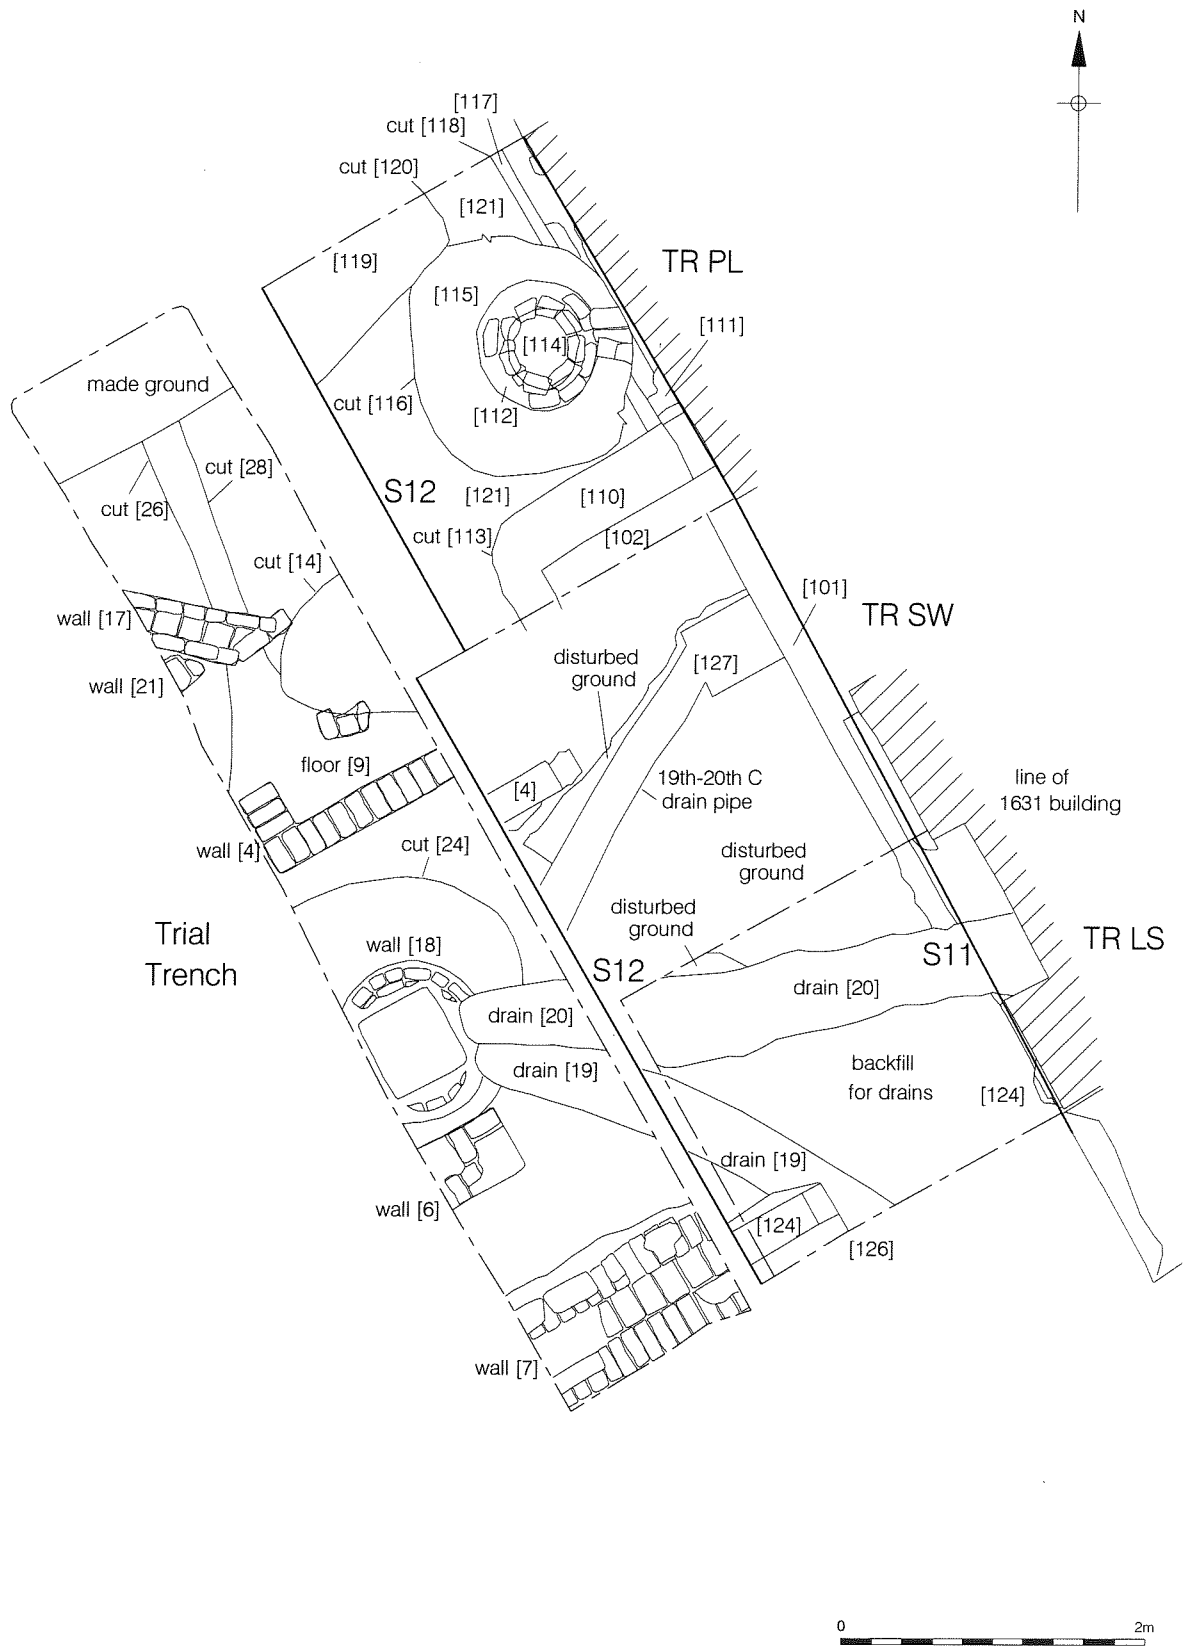 N
[117]
cut [118]
cut [120]
[121]
[119]
TR PL
[115]
[111]
[114]
made ground
cut [116]
[112]
cut [28]
S12
[121]
[110]
cut [26]
cut [113]
[102]
cut [14]
[101]
wall [17]
TR SW
disturbed
ground
[127]
wall [21]
floor [9]
19th-20th C
drain pipe
line of
1631 building
[4]
wall [4]
cut [24]
disturbed
ground
disturbed
ground
Trial
Trench
wall [18]
TR LS
S11
S12
drain [20]
drain [20]
drain [19]
backfill
for drains
[124]
drain [19]
wall [6]
[124]
[126]
wall [7]
0
2m